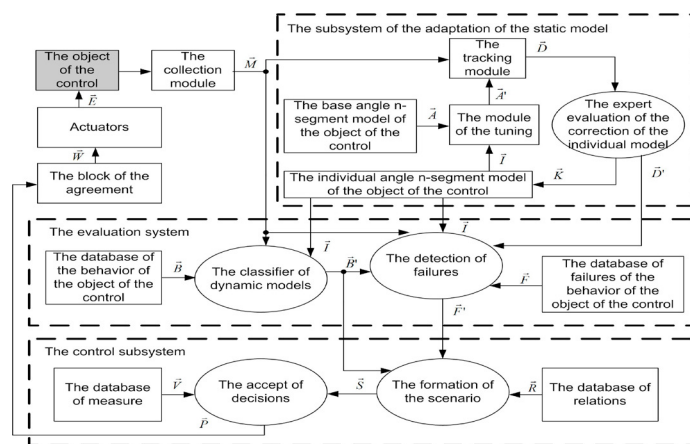 The subsystem of the adaptation of the static model
The object
of the
control
The
collection
module
M
The
tracking
module
D
E
A'
Actuators
The base angle n-
segment model
of the object of the
control
A
The module
of the tuning
The expert
evaluation of the
correction of the
individual model
W
I
The block of the
agreement
The individual angle n-segment model
of the object of the control
K
D'
The evaluation system
I
I
The database of
the behavior of
the object of the
control
B
The classifier of
dynamic models
B'
The detection of
failures
F
The database of
failures of the
behavior of the
object of the control
F'
The control subsystem
The database
of measure
V
The accept of
decisions
S
The formation of
the scenario
R
The database of
relations
P